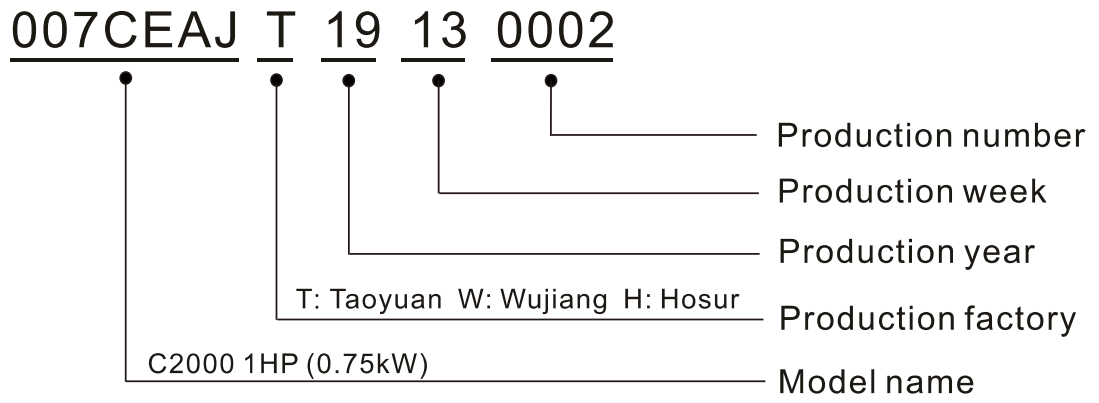 007CEAJ T 19 13 0002
Production number
Production week
Production year
T: Taoyuan W: Wujiang H: Hosur
Production factory
C2000 1HP (0.75kW)
Model name